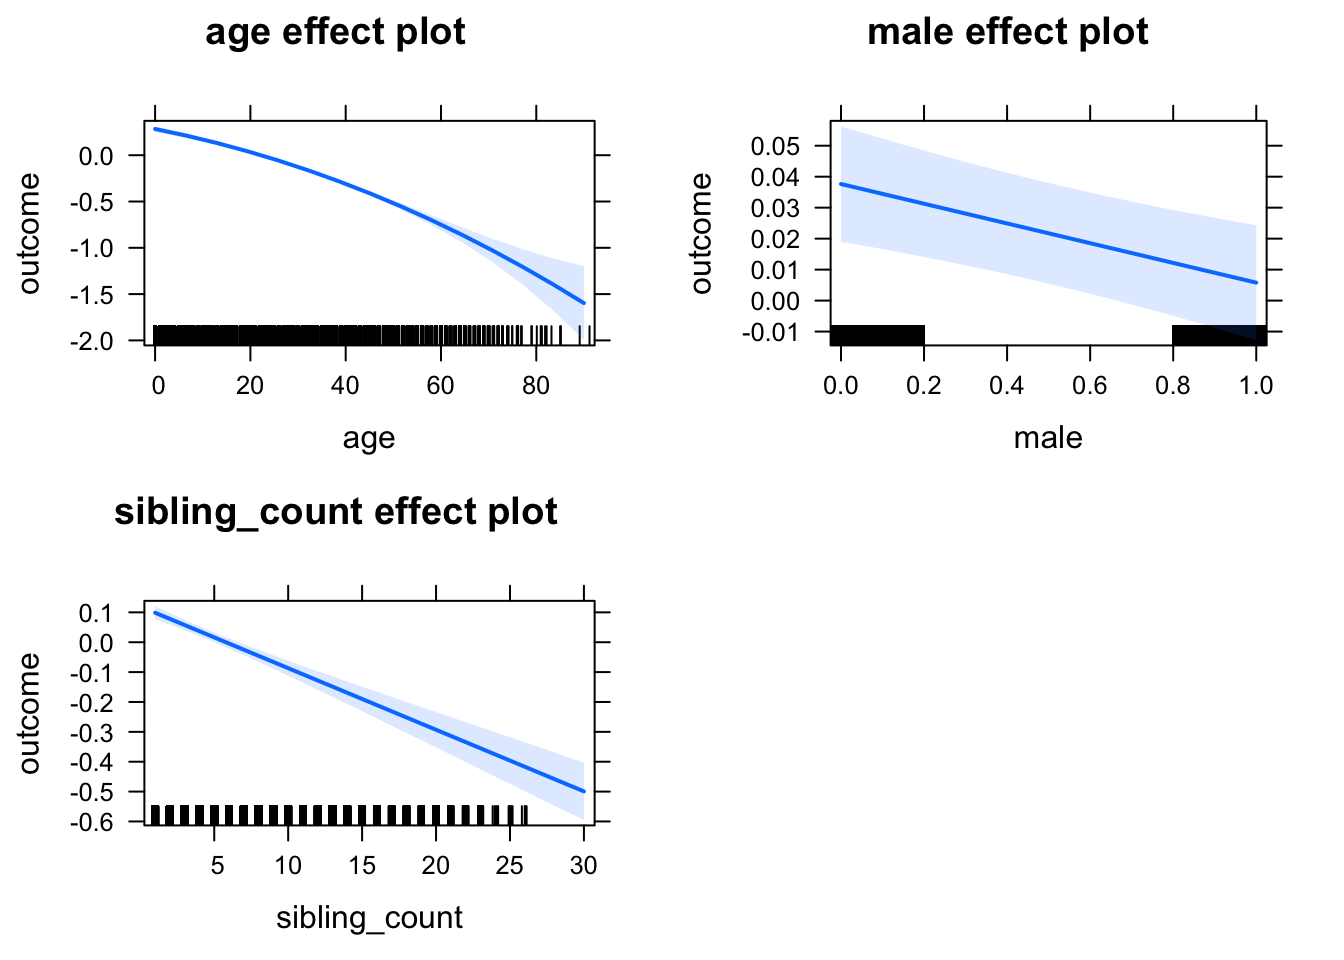 age effect plot
outcome
0.0
-0.5
-1.0
-1.5
-2.0
0 20 40 60 80
age
male effect plot
outcome
0.05
0.04
0.03
0.02
0.01
0.00
-0.01
0.0 0.2 0.4 0.6 0.8 1.0
male
sibling_count effect plot
outcome
0.1
0.0
-0.1
-0.2
-0.3
-0.4
-0.5
-0.6
5 10 15 20 25 30
sibling_count